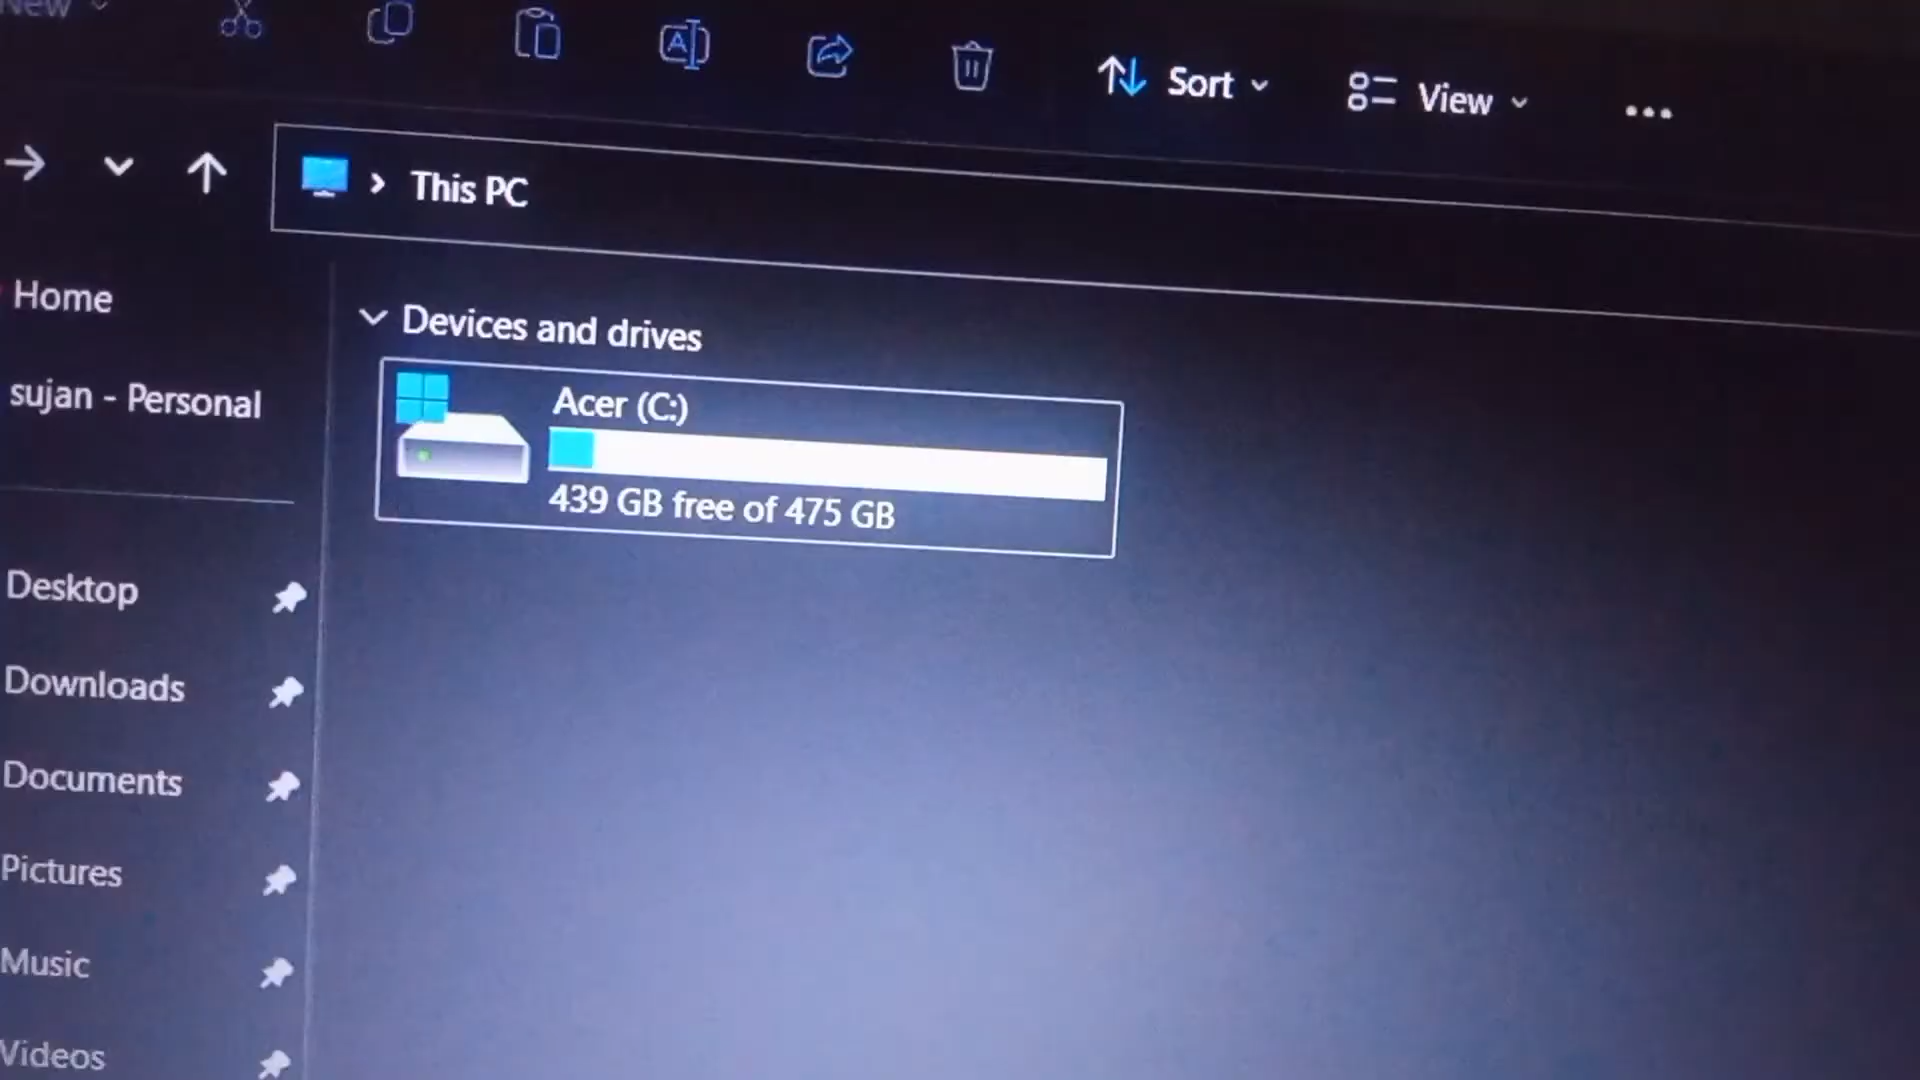 New
Sort
View
This PC
Home
sujan - Personal
Devices and drives
Acer (C:)
439 GB free of 475 GB
Desktop
Downloads
Documents
Pictures
Music
Videos